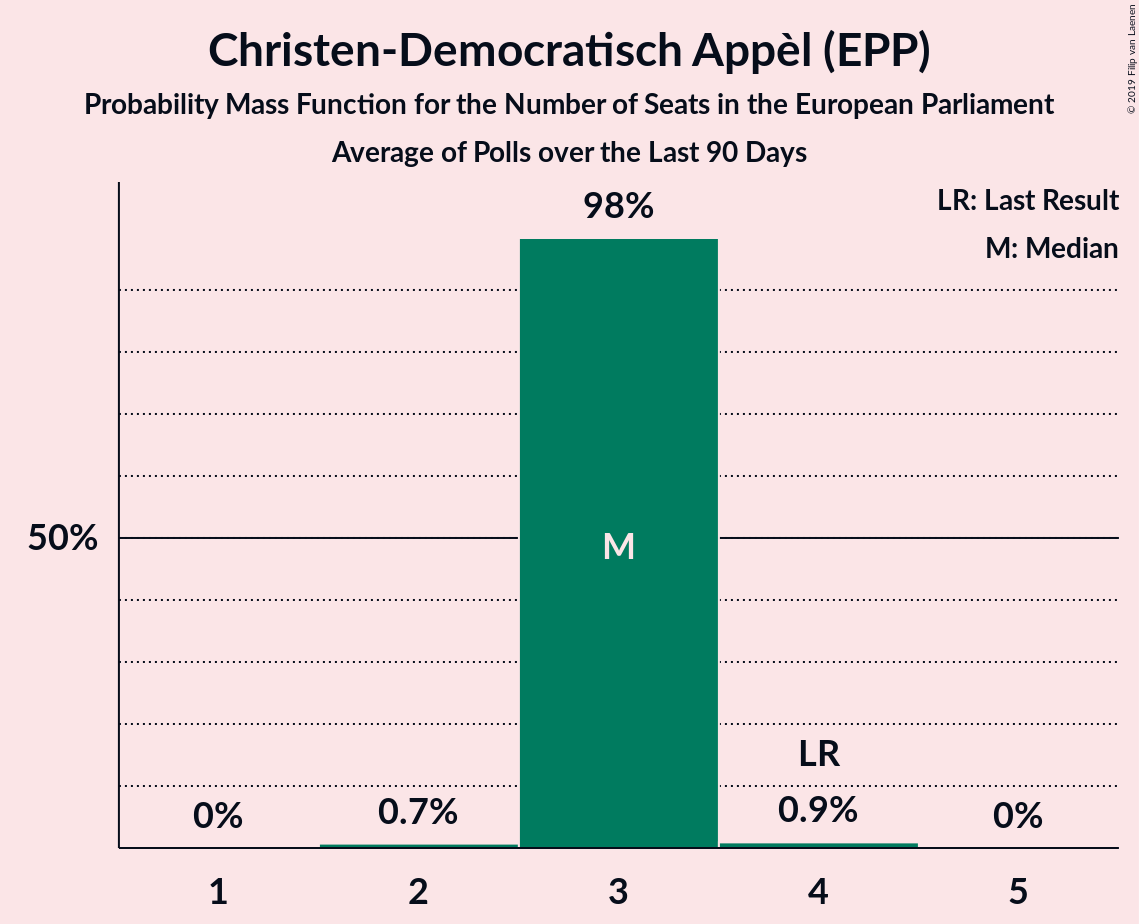 Christen-Democratisch Appèl (EPP)
Probability Mass Function for the Number of Seats in the European Parliament
Average of Polls over the Last 90 Days
© 2019 Filip van Laenen
LR: Last Result
M: Median
98%
50%
M
LR
0%
0.7%
0.9%
0%
1
2
3
4
5